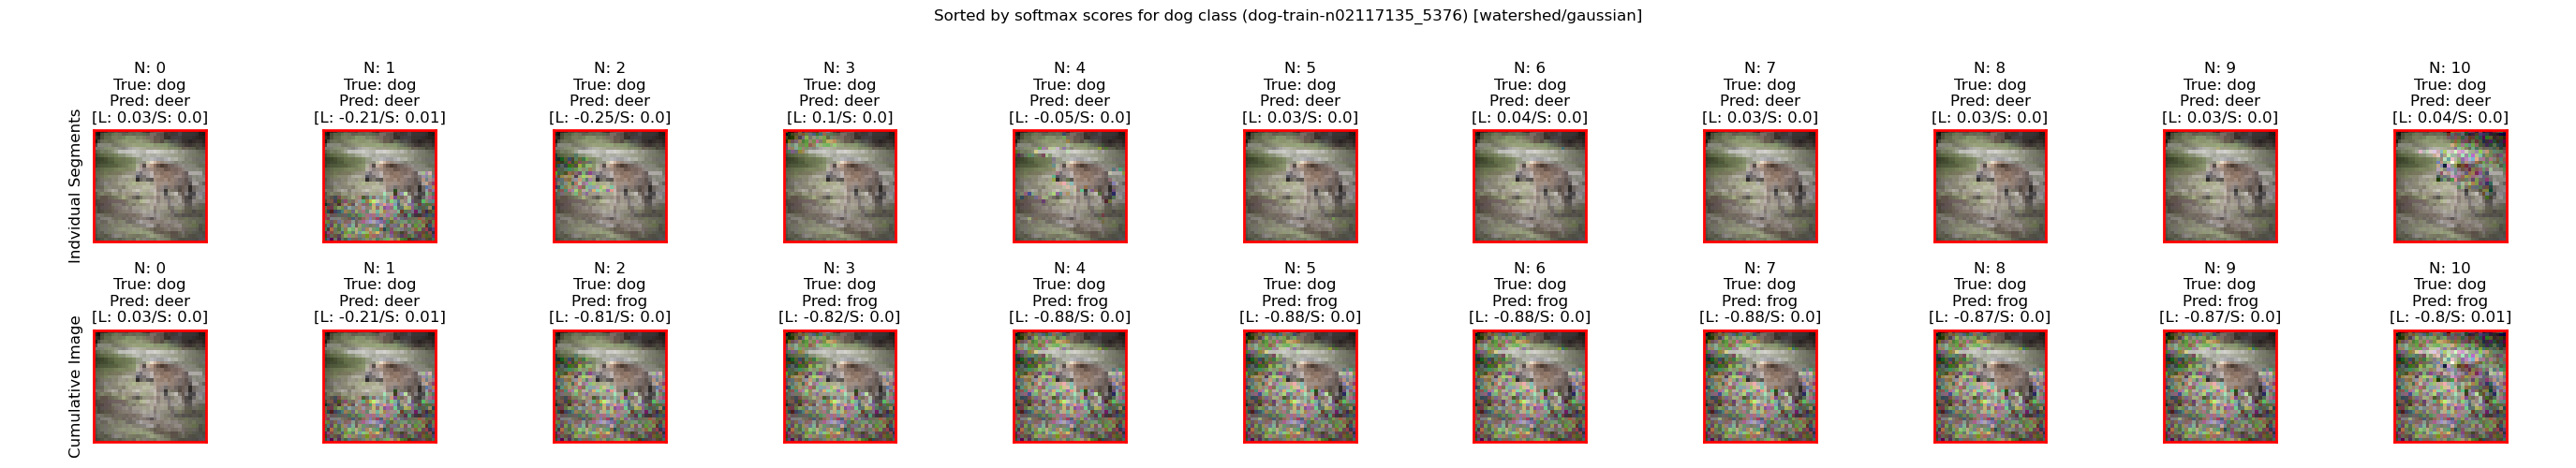 Sorted by softmax scores for dog class (dog-train-n02117135_5376) [watershed/gaussian]
Indvidual Segments
N: 0
True: dog
Pred: deer
[L: 0.03/S: 0.0]
N: 1
True: dog
Pred: deer
[L: -0.21/S: 0.01]
N: 2
True: dog
Pred: deer
[L: -0.25/S: 0.0]
N: 3
True: dog
Pred: deer
[L: 0.1/S: 0.0]
N: 4
True: dog
Pred: deer
[L: -0.05/S: 0.0]
N: 5
True: dog
Pred: deer
[L: 0.03/S: 0.0]
N: 6
True: dog
Pred: deer
[L: 0.04/S: 0.0]
N: 7
True: dog
Pred: deer
[L: 0.03/S: 0.0]
N: 8
True: dog
Pred: deer
[L: 0.03/S: 0.0]
N: 9
True: dog
Pred: deer
[L: 0.03/S: 0.0]
N: 10
True: dog
Pred: deer
[L: 0.04/S: 0.0]
Cumulative Image
N: 0
True: dog
Pred: deer
[L: 0.03/S: 0.0]
N: 1
True: dog
Pred: deer
[L: -0.21/S: 0.01]
N: 2
True: dog
Pred: frog
[L: -0.81/S: 0.0]
N: 3
True: dog
Pred: frog
[L: -0.82/S: 0.0]
N: 4
True: dog
Pred: frog
[L: -0.88/S: 0.0]
N: 5
True: dog
Pred: frog
[L: -0.88/S: 0.0]
N: 6
True: dog
Pred: frog
[L: -0.88/S: 0.0]
N: 7
True: dog
Pred: frog
[L: -0.88/S: 0.0]
N: 8
True: dog
Pred: frog
[L: -0.87/S: 0.0]
N: 9
True: dog
Pred: frog
[L: -0.87/S: 0.0]
N: 10
True: dog
Pred: frog
[L: -0.8/S: 0.01]